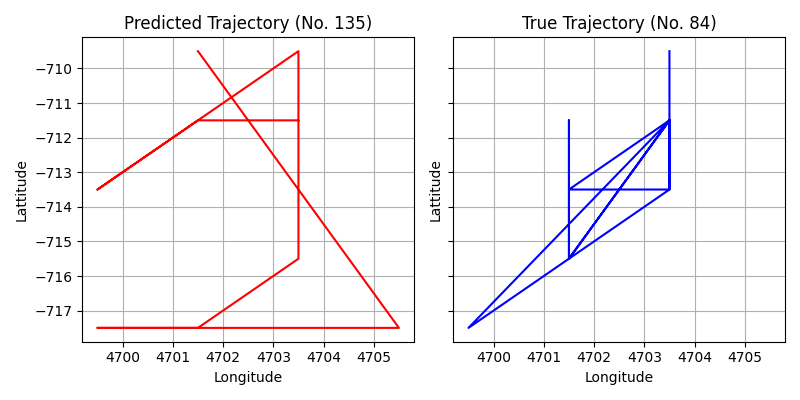 Predicted Trajectory (No. 135)
−710
−711
−712
−713
−714
−715
−716
−717
Lattitude
4700 4701 4702 4703 4704 4705
Longitude
True Trajectory (No. 84)
Lattitude
4700 4701 4702 4703 4704 4705
Longitude